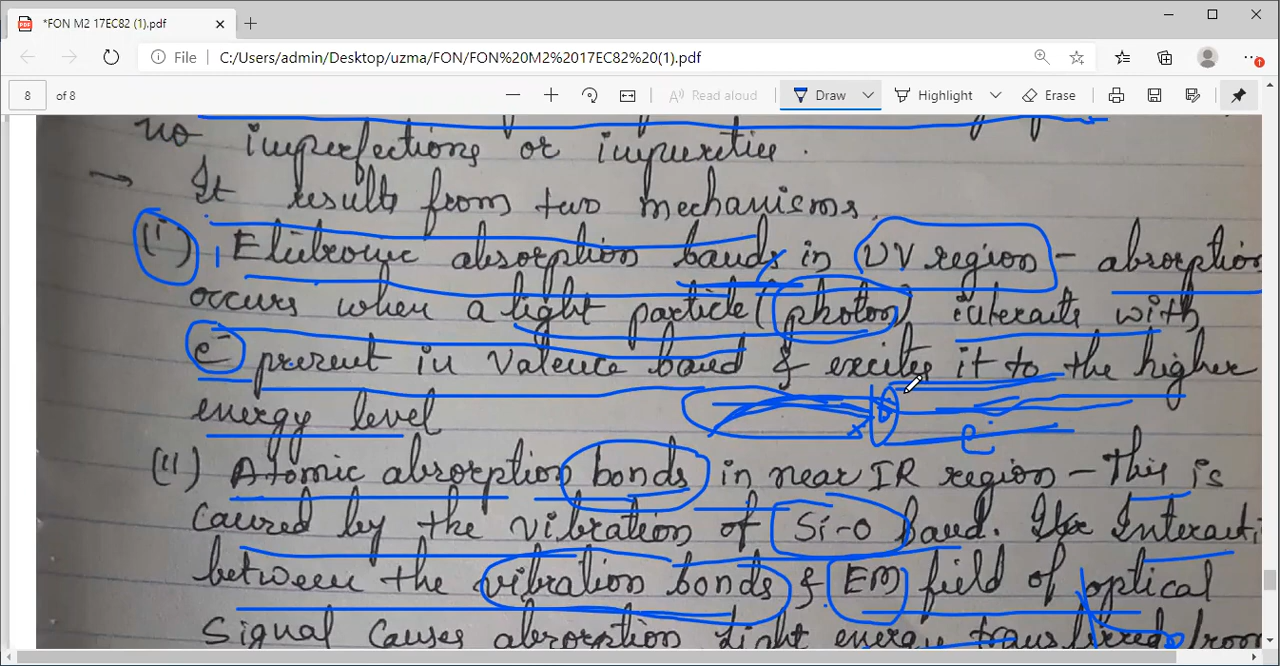 *FON M2 17EC82 (1).pdf
File C:/Users/admin/Desktop/uzma/FON/FON%20M2%2017EC82%20(1).pdf
8 of 8 Read aloud Draw Highlight Erase
no imperfections or impurities.
→ It results from two mechanisms.
(i) Eletronic absorption bands in UV region - absorption
occurs when a light particle (photon) interacts with
e⁻ present in Valence band & excites it to the higher
energy level
e
(II) Atomic absorption bonds in near IR region - This is
caused by the vibration of Si-O band. The Interacti
between the vibration bonds & EM field of optical
Signal causes absorption light energy transferred from